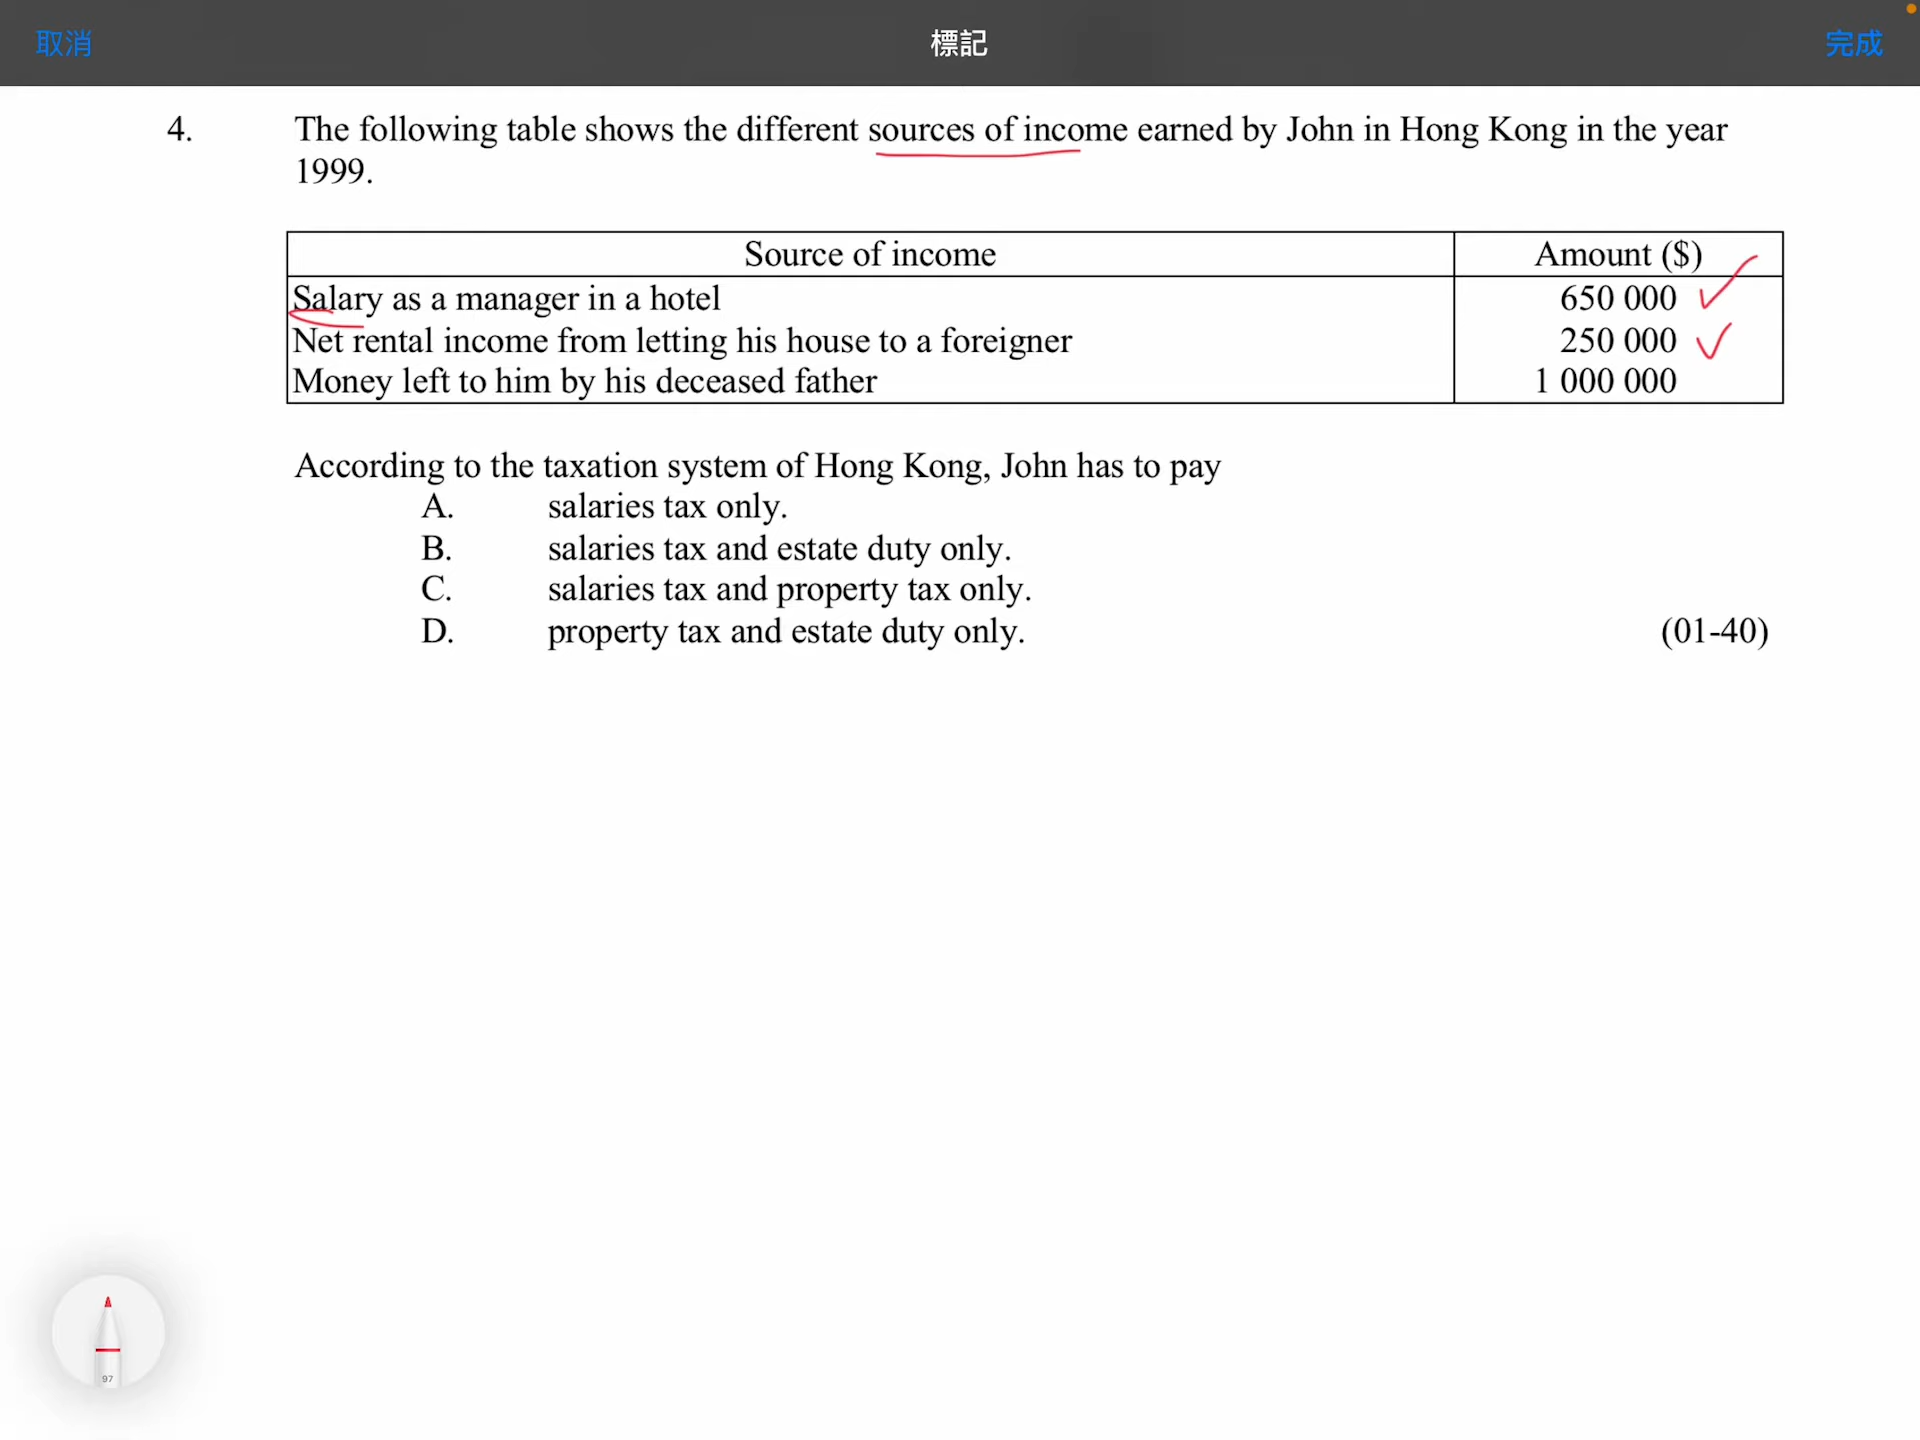 取消
標記
完成
4. The following table shows the different sources of income earned by John in Hong Kong in the year
1999.
Source of income Amount ($)
Salary as a manager in a hotel 650 000
Net rental income from letting his house to a foreigner 250 000
Money left to him by his deceased father 1 000 000
According to the taxation system of Hong Kong, John has to pay
A. salaries tax only.
B. salaries tax and estate duty only.
C. salaries tax and property tax only.
D. property tax and estate duty only. (01-40)
97